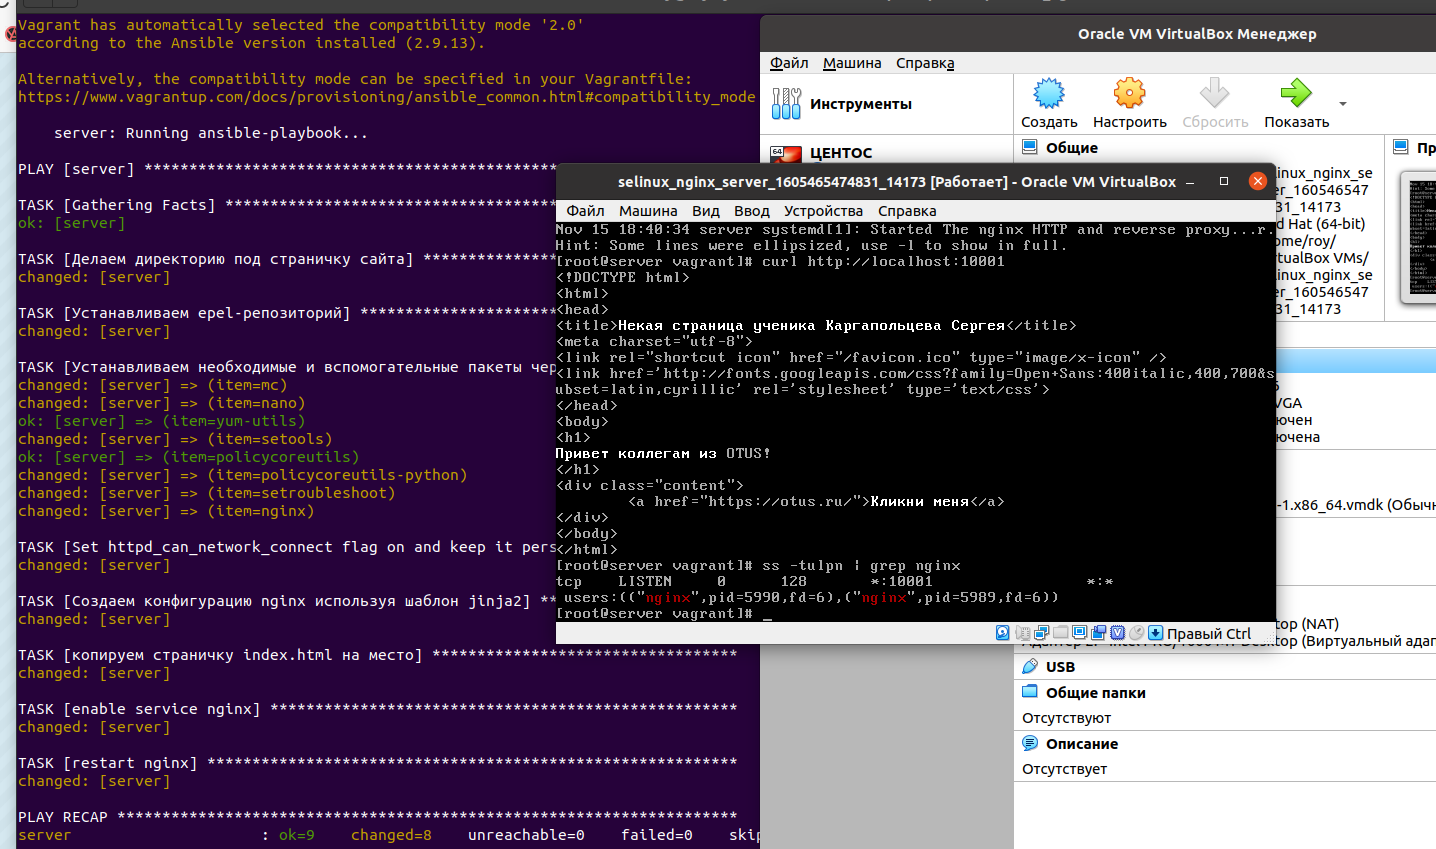 Vagrant has automatically selected the compatibility mode '2.0'
according to the Ansible version installed (2.9.13).
Alternatively, the compatibility mode can be specified in your Vagrantfile:
https://www.vagrantup.com/docs/provisioning/ansible_common.html#compatibility_mode
server: Running ansible-playbook...
PLAY [server] **********************************************
TASK [Gathering Facts] *************************************
ok: [server]
TASK [Делаем директорию под страничку сайта] ***************
changed: [server]
TASK [Устанавливаем epel-репозиторий] **********************
changed: [server]
TASK [Устанавливаем необходимые и вспомогательные пакеты чер
changed: [server] => (item=mc)
changed: [server] => (item=nano)
ok: [server] => (item=yum-utils)
changed: [server] => (item=setools)
ok: [server] => (item=policycoreutils)
changed: [server] => (item=policycoreutils-python)
changed: [server] => (item=setroubleshoot)
changed: [server] => (item=nginx)
TASK [Set httpd_can_network_connect flag on and keep it pers
changed: [server]
TASK [Создаем конфигурацию nginx используя шаблон jinja2] **
changed: [server]
TASK [копируем страничку index.html на место] **********************************
changed: [server]
TASK [enable service nginx] ****************************************************
changed: [server]
TASK [restart nginx] ***********************************************************
changed: [server]
PLAY RECAP *********************************************************************
server : ok=9 changed=8 unreachable=0 failed=0 skip
Oracle VM VirtualBox Менеджер
Файл Машина Справка
Инструменты
Создать Настроить Сбросить Показать
64 ЦЕНТОС
Общие
Пр
selinux_nginx_server_1605465474831_14173 [Работает] - Oracle VM VirtualBox
Файл Машина Вид Ввод Устройства Справка
Nov 15 18:40:34 server systemd[1]: Started The nginx HTTP and reverse proxy...r.
Hint: Some lines were ellipsized, use -l to show in full.
[root@server vagrant]# curl http://localhost:10001
<!DOCTYPE html>
<html>
<head>
<title>Некая страница ученика Каргапольцева Сергея</title>
<meta charset="utf-8">
<link rel="shortcut icon" href="/favicon.ico" type="image/x-icon" />
<link href='http://fonts.googleapis.com/css?family=Open+Sans:400italic,400,700&s
ubset=latin,cyrillic' rel='stylesheet' type='text/css'>
</head>
<body>
<h1>
Привет коллегам из OTUS!
</h1>
<div class="content">
<a href="https://otus.ru/">Кликни меня</a>
</div>
</body>
</html>
[root@server vagrant]# ss -tulpn | grep nginx
tcp LISTEN 0 128 *:10001 *:*
users:(("nginx",pid=5990,fd=6),("nginx",pid=5989,fd=6))
[root@server vagrant]# _
Правый Ctrl
linux_nginx_se
er_160546547
31_14173
d Hat (64-bit)
ome/roy/
rtualBox VMs/
linux_nginx_se
er_160546547
31_14173
VGA
ючен
ючена
-1.x86_64.vmdk (Обычн
top (NAT)
Desktop (Виртуальный адап
USB
Общие папки
Отсутствуют
Описание
Отсутствует